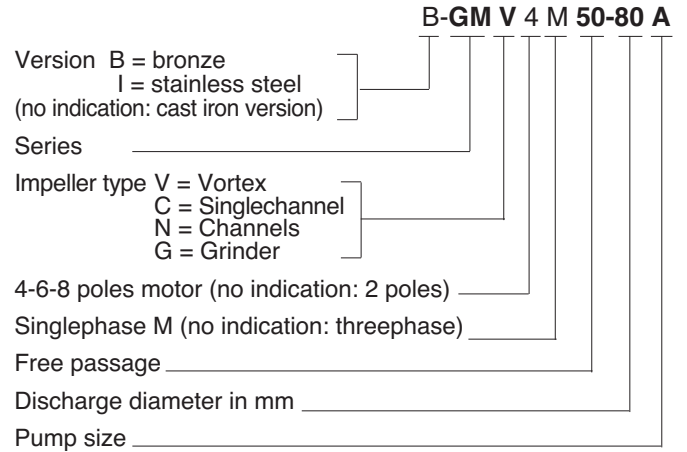 B-GM V 4 M 50-80 A
Version B = bronze
I = stainless steel
(no indication: cast iron version)
Series
Impeller type V = Vortex
C = Singlechannel
N = Channels
G = Grinder
4-6-8 poles motor (no indication: 2 poles)
Singlephase M (no indication: threephase)
Free passage
Discharge diameter in mm
Pump size